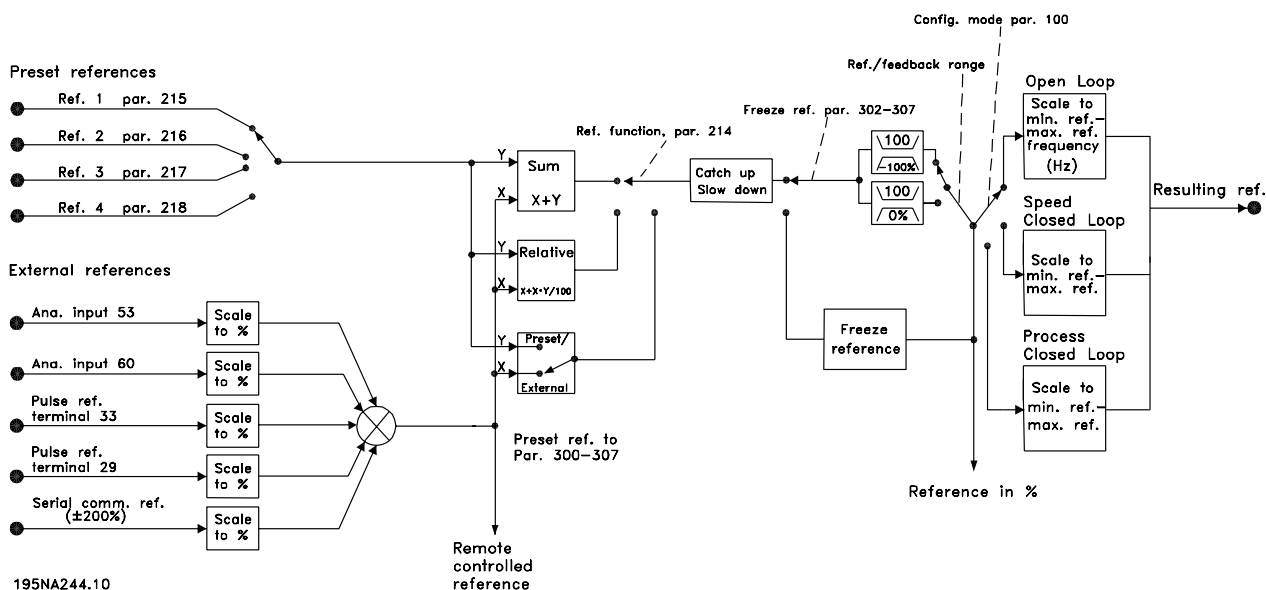 Config. mode par. 100
Ref./feedback range
Preset references
Ref. 1 par. 215
Ref. 2 par. 216
Ref. 3 par. 217
Ref. 4 par. 218
External references
Ana. input 53
Scale
to %
Ana. input 60
Scale
to %
Pulse ref.
terminal 33
Scale
to %
Pulse ref.
terminal 29
Scale
to %
Serial comm. ref.
(±200%)
Scale
to %
Y
X
Sum
X+Y
Y
X
Relative
X+X•Y/100
Y
X
Preset/
External
Preset ref. to
Par. 300-307
Remote
controlled
reference
Ref. function, par. 214
Catch up
Slow down
Freeze ref. par. 302-307
100
-100%
100
0%
Freeze
reference
Reference in %
Open Loop
Scale to
min. ref.-
max. ref.
frequency
(Hz)
Speed
Closed Loop
Scale to
min. ref.-
max. ref.
Process
Closed Loop
Scale to
min. ref.-
max. ref.
Resulting ref.
195NA244.10